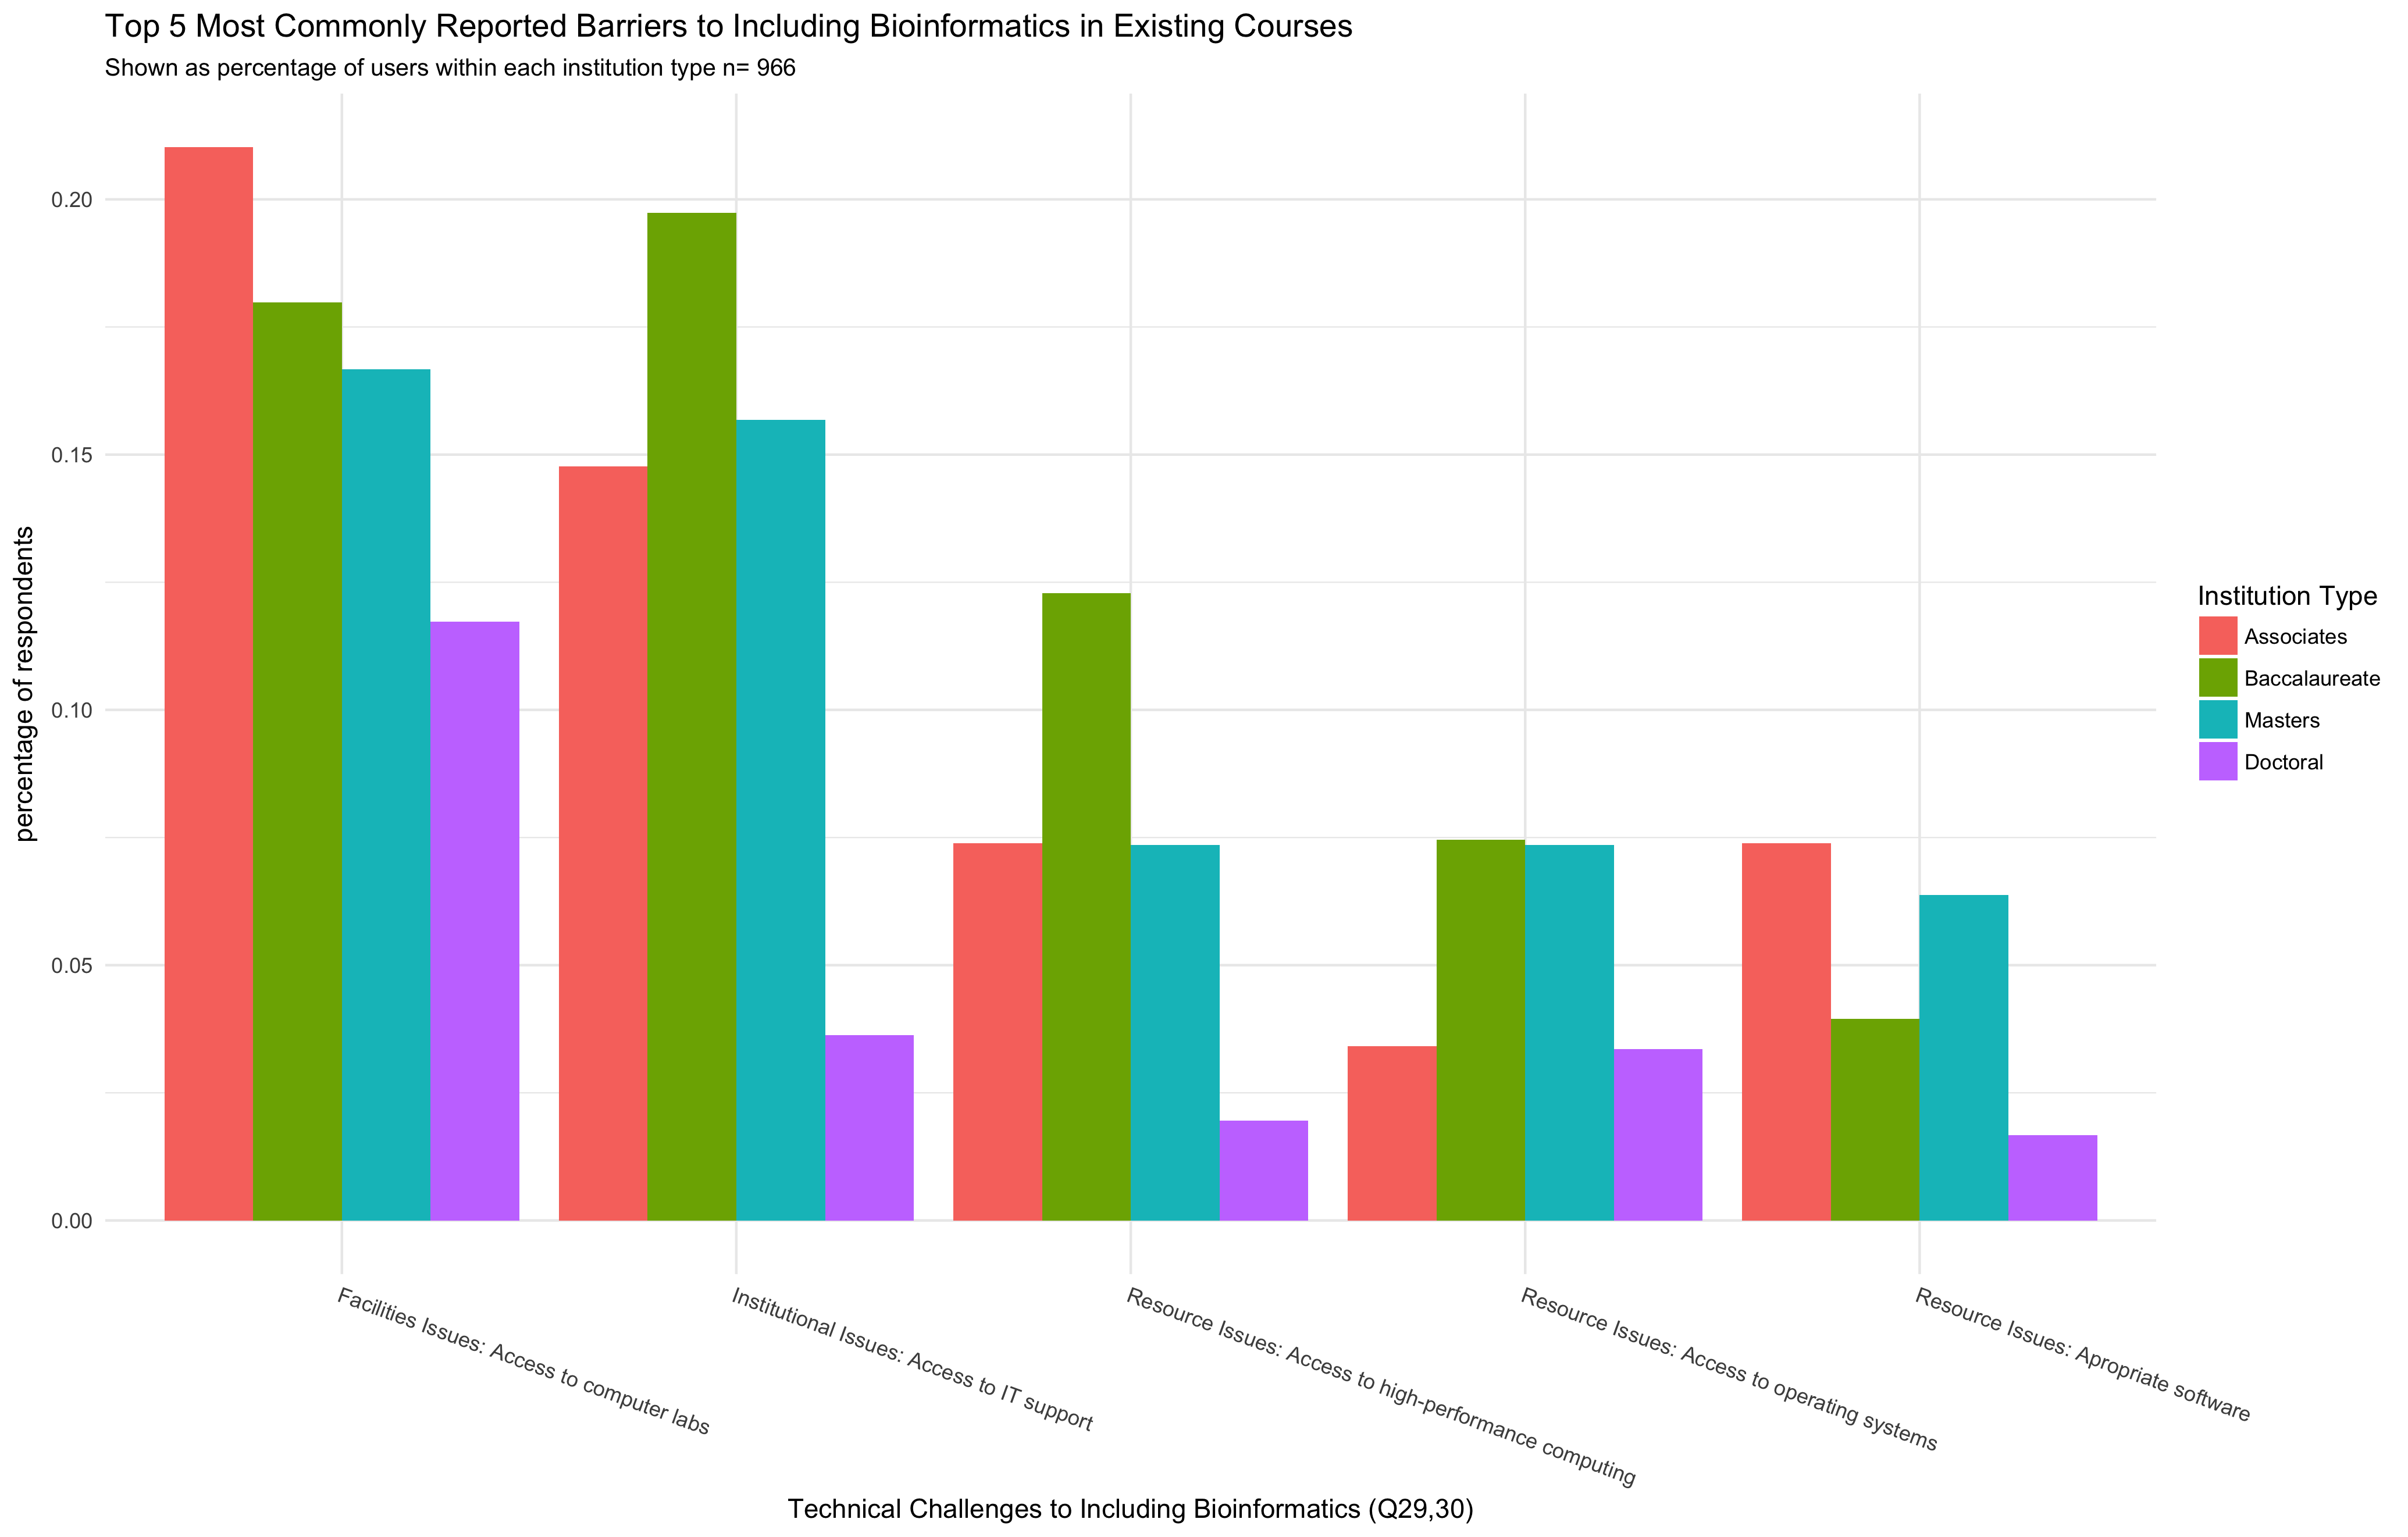 Top 5 Most Commonly Reported Barriers to Including Bioinformatics in Existing Courses
Shown as percentage of users within each institution type n= 966
percentage of respondents
0.20
0.15
0.10
0.05
0.00
Facilities Issues: Access to computer labs
Institutional Issues: Access to IT support
Resource Issues: Access to high-performance computing
Resource Issues: Access to operating systems
Resource Issues: Apropriate software
Technical Challenges to Including Bioinformatics (Q29,30)
Institution Type
Associates
Baccalaureate
Masters
Doctoral